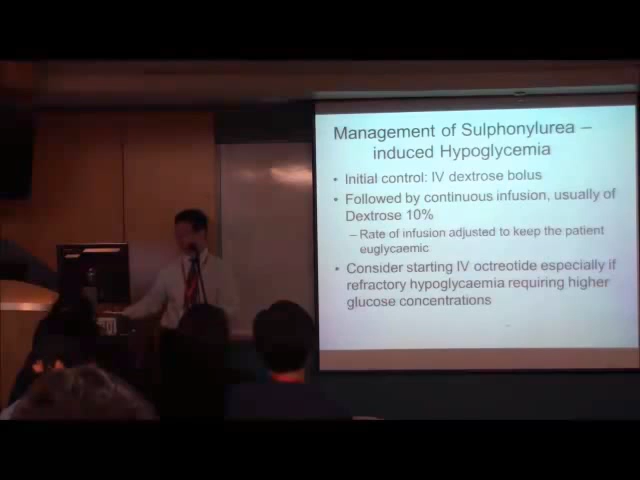 Management of Sulphonylurea –
induced Hypoglycemia
• Initial control: IV dextrose bolus
• Followed by continuous infusion, usually of
Dextrose 10%
– Rate of infusion adjusted to keep the patient
euglycaemic
• Consider starting IV octreotide especially if
refractory hypoglycaemia requiring higher
glucose concentrations